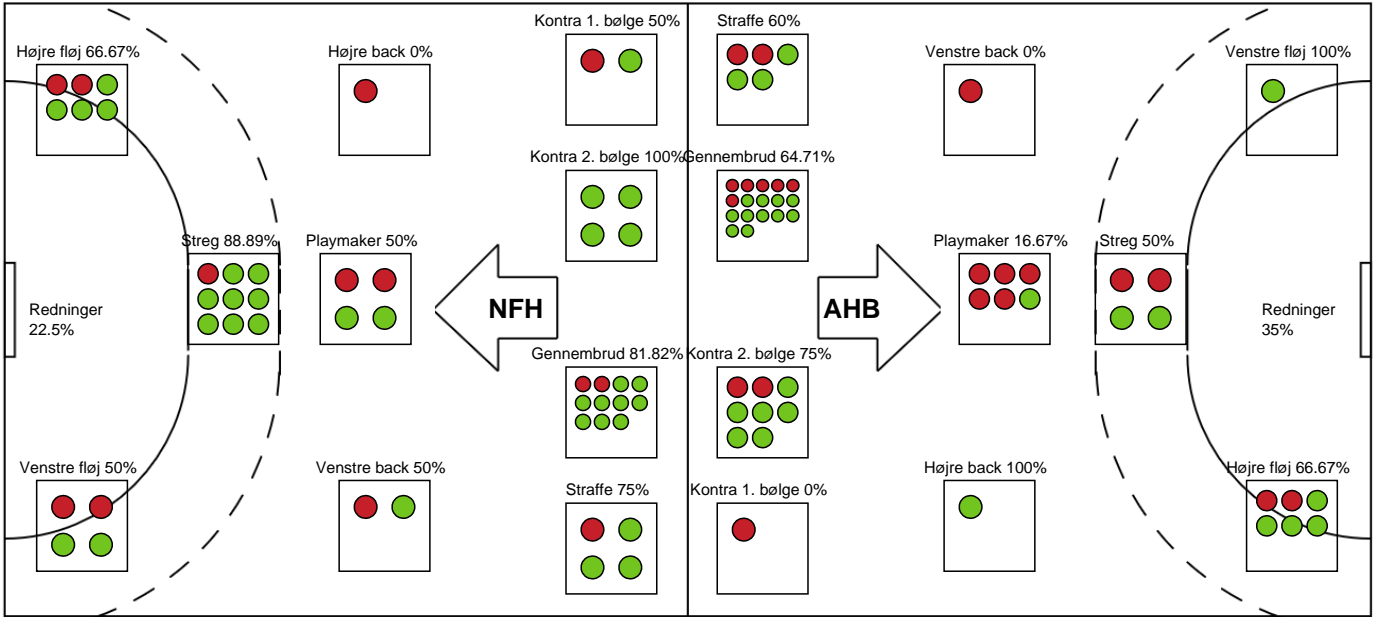 Kontra 1. bølge 50%
Straffe 60%
Højre fløj 66.67%
Højre back 0%
Venstre back 0%
Venstre fløj 100%
Kontra 2. bølge 100%
Gennembrud 64.71%
Streg 88.89%
Playmaker 50%
Playmaker 16.67%
Streg 50%
Redninger
22.5%
NFH
AHB
Redninger
35%
Gennembrud 81.82%
Kontra 2. bølge 75%
Venstre fløj 50%
Venstre back 50%
Straffe 75%
Kontra 1. bølge 0%
Højre back 100%
Højre fløj 66.67%